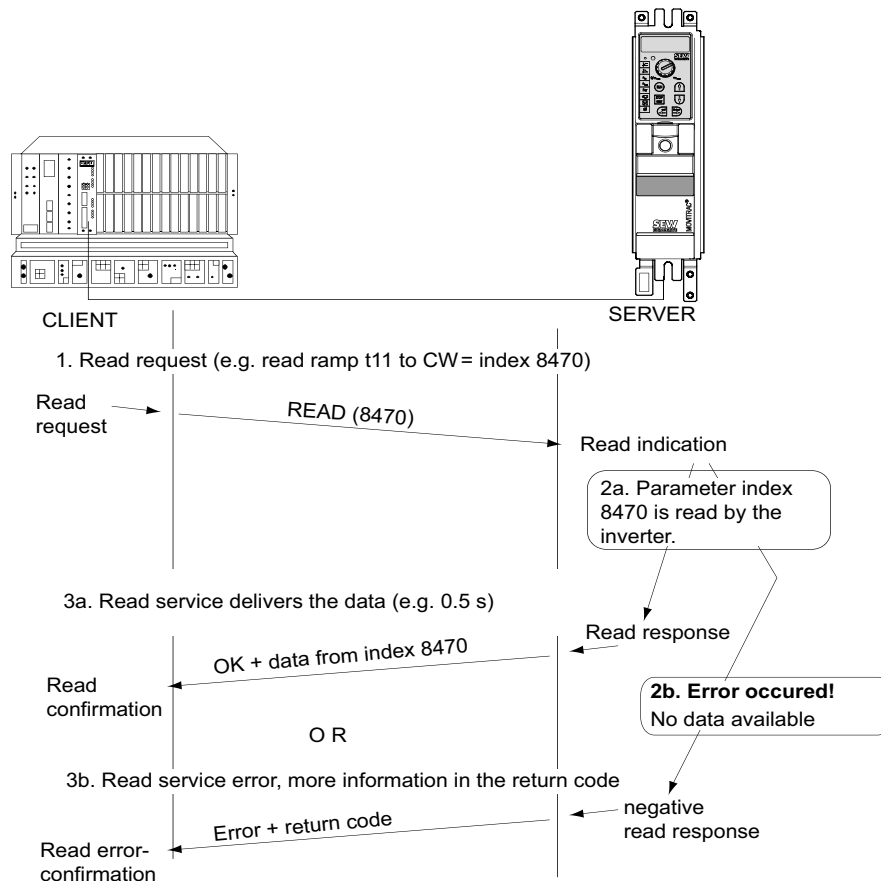 SEW
MOVITRAC®
CLIENT
SERVER
1. Read request (e.g. read ramp t11 to CW = index 8470)
Read
request
READ (8470)
Read indication
2a. Parameter index
8470 is read by the
inverter.
3a. Read service delivers the data (e.g. 0.5 s)
Read response
OK + data from index 8470
Read
confirmation
2b. Error occured!
No data available
O R
3b. Read service error, more information in the return code
negative
read response
Error + return code
Read error-
confirmation